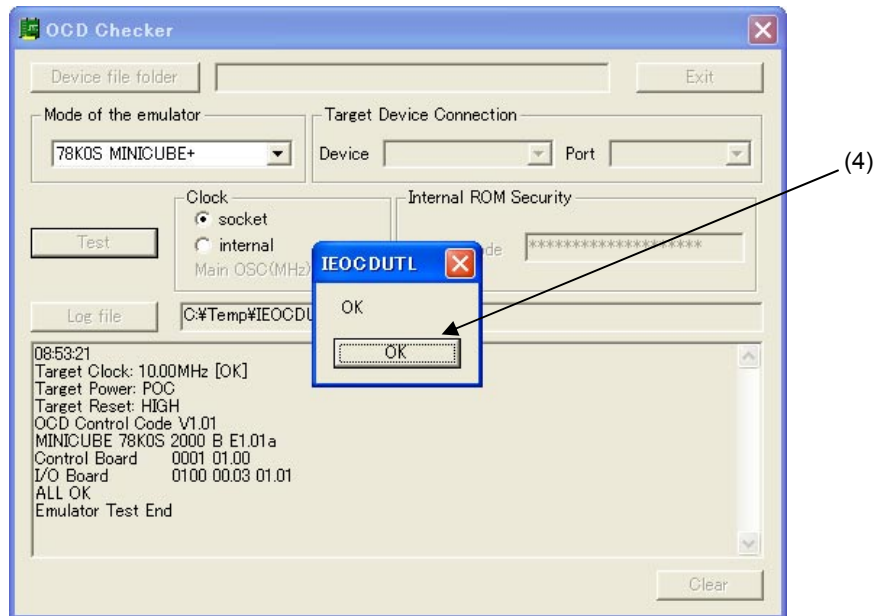 OCD Checker
Device file folder
Exit
Mode of the emulator
Target Device Connection
78K0S MINICUBE+
Device
Port
(4)
Clock
Internal ROM Security
socket
Test
internal
********************
Main OSC(MHz)
IEOCDUTL
OK
OK
Log file
C:¥Temp¥IEOCDU
08:53:21
Target Clock: 10.00MHz [OK]
Target Power: POC
Target Reset: HIGH
OCD Control Code V1.01
MINICUBE 78K0S 2000 B E1.01a
Control Board 0001 01.00
I/O Board 0100 00.03 01.01
ALL OK
Emulator Test End
Clear